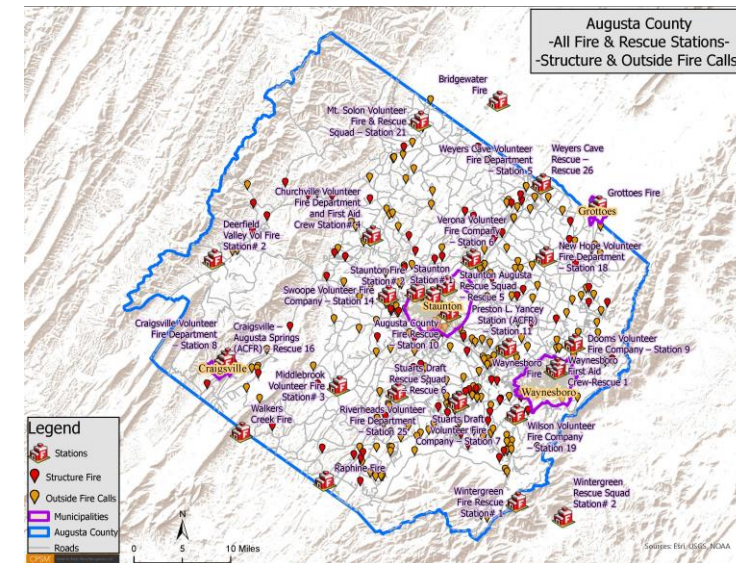 Augusta County
-All Fire & Rescue Stations-
-Structure & Outside Fire Calls
Bridgewater
Fire
Mt. Solon Volunteer
Fire & Rescue
Squad – Station 21
Weyers Cave Volunteer
Fire Department
– Station 5
Weyers Cave
Rescue –
Rescue 26
Grottoes Fire
Grottoes
Churchville Volunteer
Fire Department
and First Aid
Crew Station# 4
Verona Volunteer
Fire Company
– Station 6
Deerfield
Valley Vol Fire
Station# 2
New Hope Volunteer
Fire Department
– Station 18
Staunton Fire
Station# 2
Staunton
Station# 1
Staunton Augusta
Rescue Squad
– Rescue 5
Swoope Volunteer Fire
Company – Station 14
Staunton
Preston L. Yancey
Station (ACFR)
– Station 11
Craigsville Volunteer
Fire Department
– Station 8
Craigsville –
Augusta Springs
(ACFR) – Rescue 16
Augusta County
Fire Rescue
Station 10
Dooms Volunteer
Fire Company – Station 9
Craigsville
Middlebrook
Volunteer Fire
Station# 3
Stuarts Draft
Rescue Squad
Rescue 6
Waynesboro
Fire
Waynesboro
First Aid
Crew-Rescue 1
Waynesboro
Walkers
Creek Fire
Riverheads Volunteer
Fire Department
– Station 25
Stuarts Draft
Volunteer Fire
Company – Station 7
Wilson Volunteer
Fire Company
– Station 19
Raphine Fire
Wintergreen
Fire Rescue
Station# 1
Wintergreen
Rescue Squad
Station# 2
Legend
Stations
Structure Fire
Outside Fire Calls
Municipalities
Augusta County
Roads
CPSM
N
0 5 10 Miles
Sources: Esri, USGS, NOAA